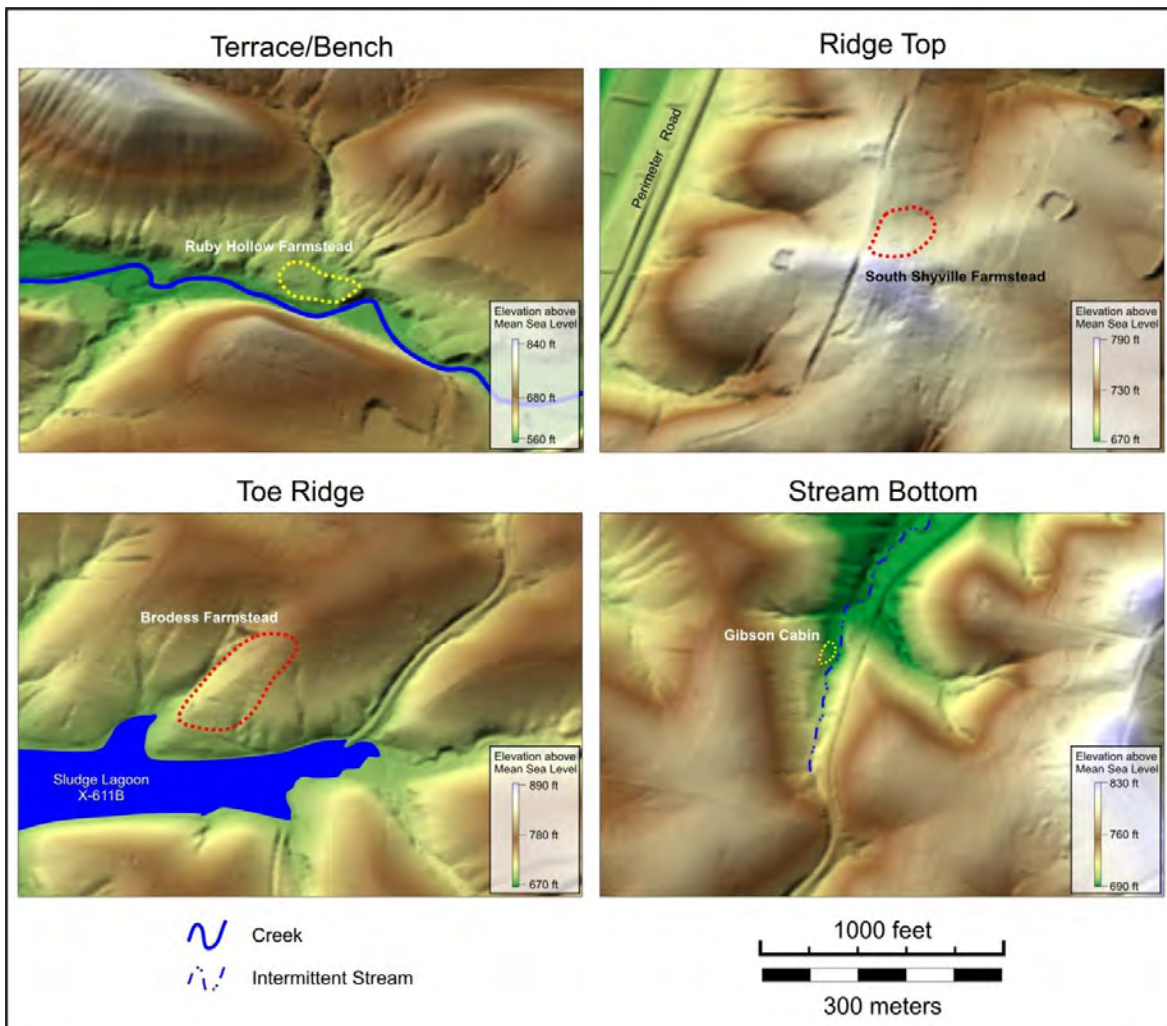 Terrace/Bench
Ruby Hollow Farmstead
Elevation above
Mean Sea Level
840 ft
680 ft
560 ft
Ridge Top
Perimeter Road
South Shyville Farmstead
Elevation above
Mean Sea Level
790 ft
730 ft
670 ft
Toe Ridge
Brodess Farmstead
Sludge Lagoon
X-611B
Elevation above
Mean Sea Level
890 ft
780 ft
670 ft
Stream Bottom
Gibson Cabin
Elevation above
Mean Sea Level
830 ft
760 ft
690 ft
Creek
Intermittent Stream
1000 feet
300 meters